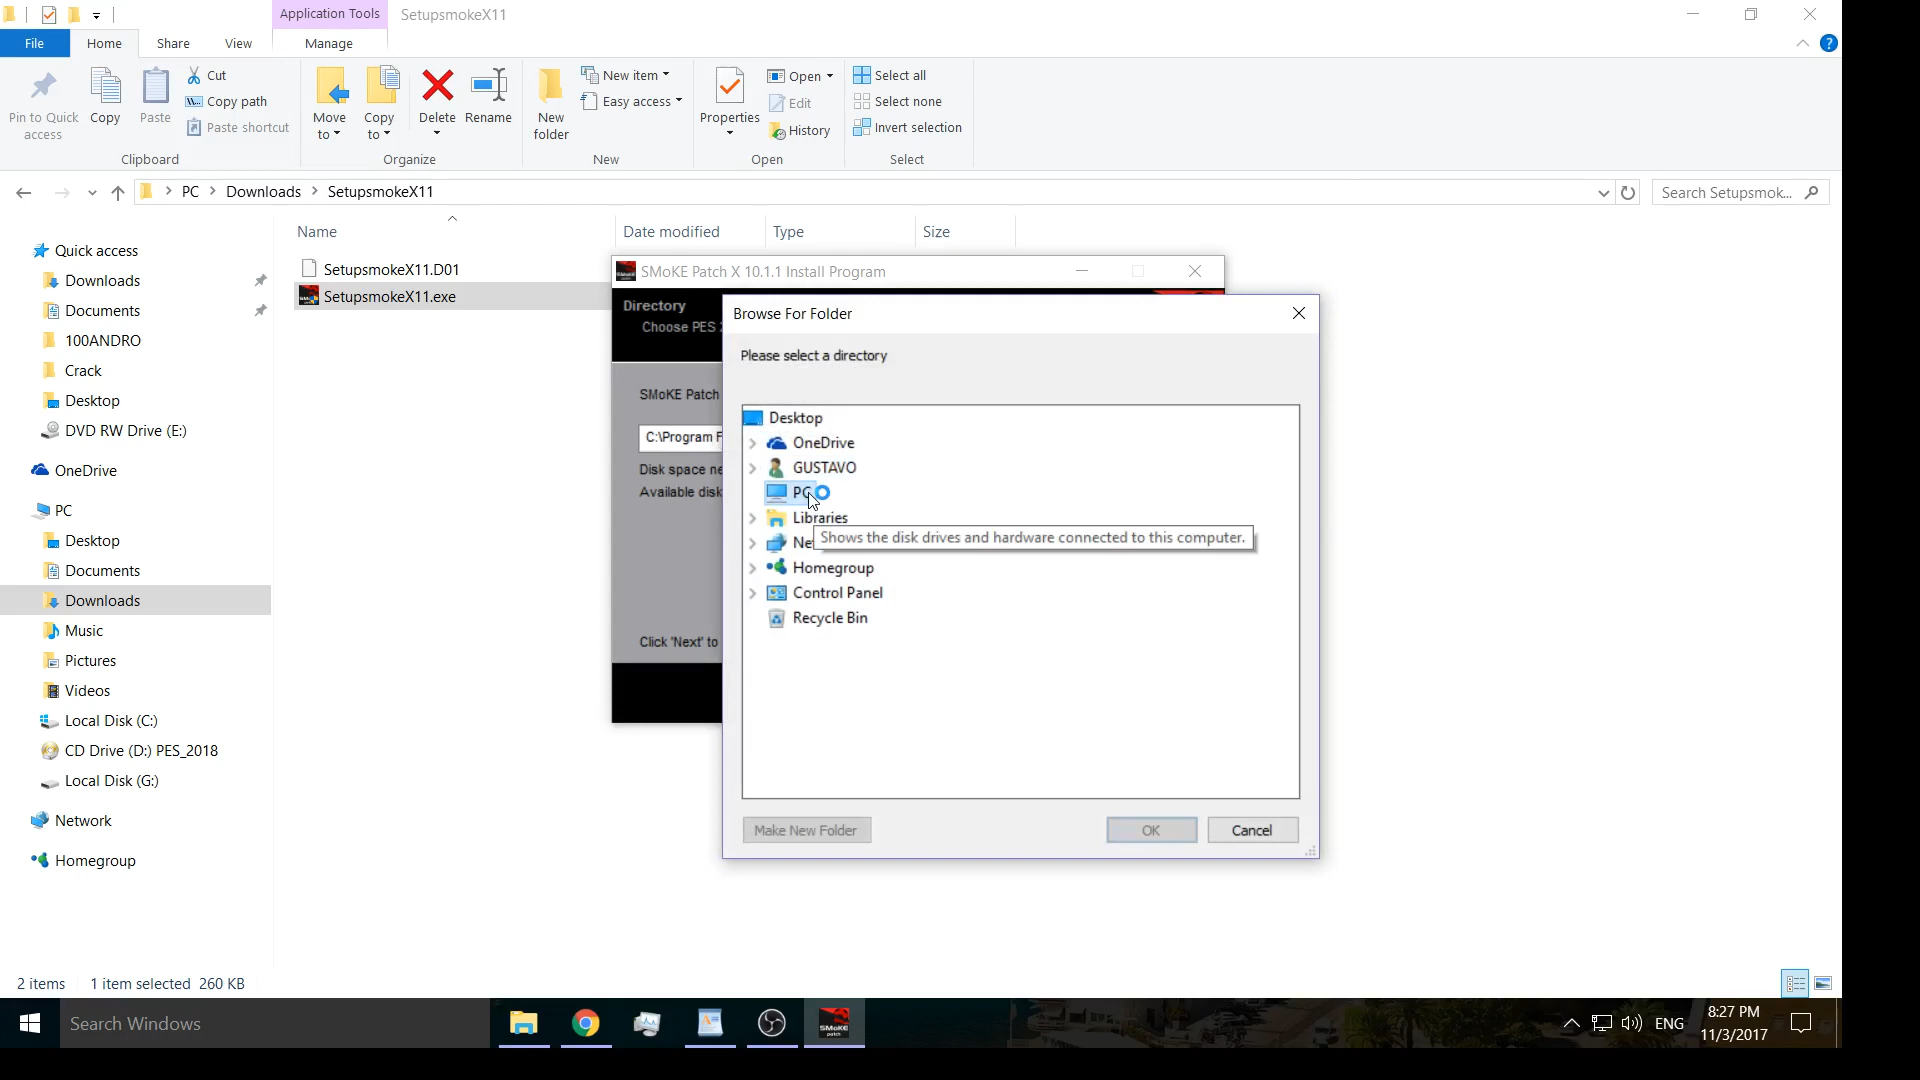 Application Tools
SetupsmokeX11
File
Home
Share
View
Manage
Pin to Quick access
Copy
Paste
Cut
Copy path
Paste shortcut
Clipboard
Move to
Copy to
Delete
Rename
Organize
New folder
New item
Easy access
New
Properties
Open
Edit
History
Open
Select all
Select none
Invert selection
Select
PC
Downloads
SetupsmokeX11
Search Setupsmok...
Name
Date modified
Type
Size
SetupsmokeX11.D01
SetupsmokeX11.exe
Quick access
Downloads
Documents
100ANDRO
Crack
Desktop
DVD RW Drive (E:)
OneDrive
PC
Desktop
Documents
Downloads
Music
Pictures
Videos
Local Disk (C:)
CD Drive (D:) PES_2018
Local Disk (G:)
Network
Homegroup
SMoKE Patch X 10.1.1 Install Program
Directory
Choose PES
SMoKE Patch
C:\Program F
Disk space ne
Available disk
Click 'Next' to
Browse For Folder
Please select a directory
Desktop
OneDrive
GUSTAVO
PC
Libraries
Net
Shows the disk drives and hardware connected to this computer.
Homegroup
Control Panel
Recycle Bin
Make New Folder
OK
Cancel
2 items
1 item selected 260 KB
Search Windows
SMoKE
patch
ENG
8:27 PM
11/3/2017